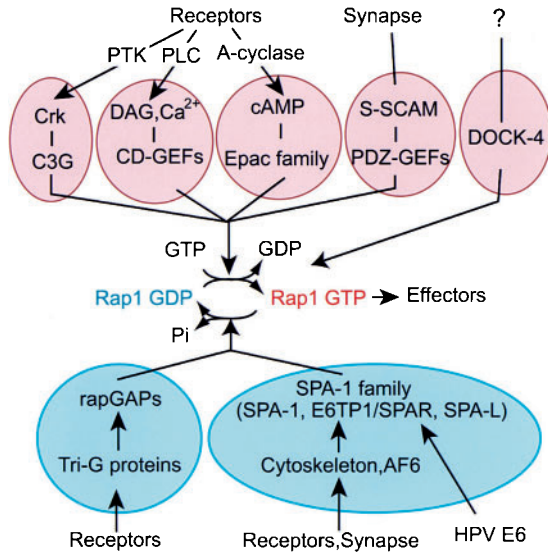 Receptors Synapse ?
PTK PLC A-cyclase
Crk DAG,Ca²⁺ cAMP S-SCAM
DOCK-4
C3G CD-GEFs Epac family PDZ-GEFs
GTP GDP
Rap1 GDP Rap1 GTP Effectors
Pi
rapGAPs SPA-1 family
(SPA-1, E6TP1/SPAR, SPA-L)
Tri-G proteins Cytoskeleton,AF6
Receptors Receptors,Synapse HPV E6